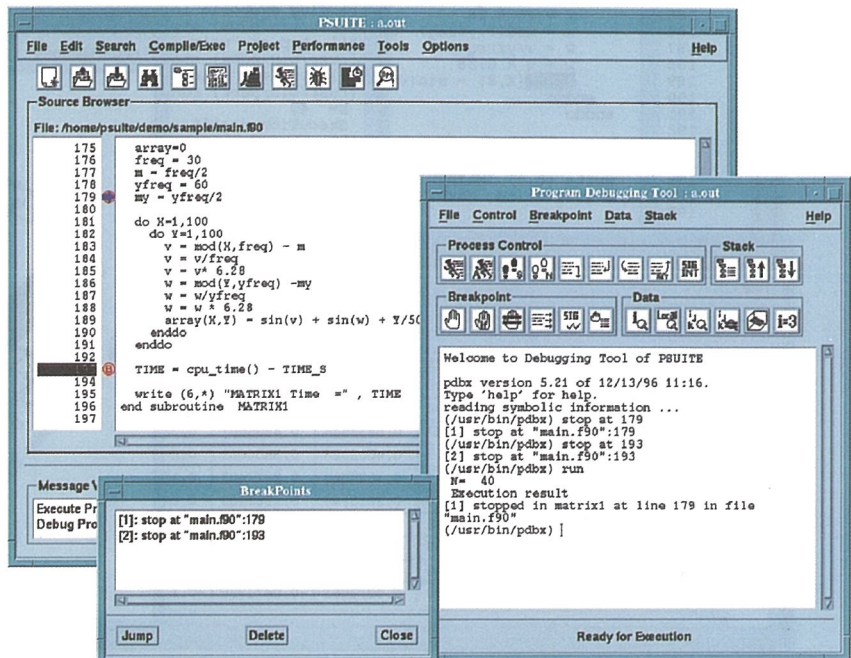 PSUITE : a.out
File Edit Search Compile/Exec Project Performance Tools Options Help
Source Browser
File: /home/psuite/demo/sample/main.f90
175 array=0
176 freq = 30
177 m = freq/2
178 yfreq = 60
179 my = yfreq/2
180
181 do X=1,100
182 do Y=1,100
183 v = mod(X,freq) - m
184 v = v/freq
185 v = v* 6.28
186 w = mod(Y,yfreq) -my
187 w = w/yfreq
188 w = w * 6.28
189 array(X,Y) = sin(v) + sin(w) + Y/50
190 enddo
191 enddo
192
TIME = cpu_time() - TIME_S
194
195 write (6,*) "MATRIX1 Time =" , TIME
196 end subroutine MATRIX1
197
Message V
Execute Pr
Debug Pro
BreakPoints
[1]: stop at "main.f90":179
[2]: stop at "main.f90":193
Jump Delete Close
Program Debugging Tool : a.out
File Control Breakpoint Data Stack Help
Process Control Stack
SIG INT
Breakpoint Data
SIG Local i=3
Welcome to Debugging Tool of PSUITE
pdbx version 5.21 of 12/13/96 11:16.
Type 'help' for help.
reading symbolic information ...
(/usr/bin/pdbx) stop at 179
[1] stop at "main.f90":179
(/usr/bin/pdbx) stop at 193
[2] stop at "main.f90":193
(/usr/bin/pdbx) run
N= 40
Execution result
[1] stopped in matrix1 at line 179 in file
"main.f90"
(/usr/bin/pdbx)
Ready for Execution